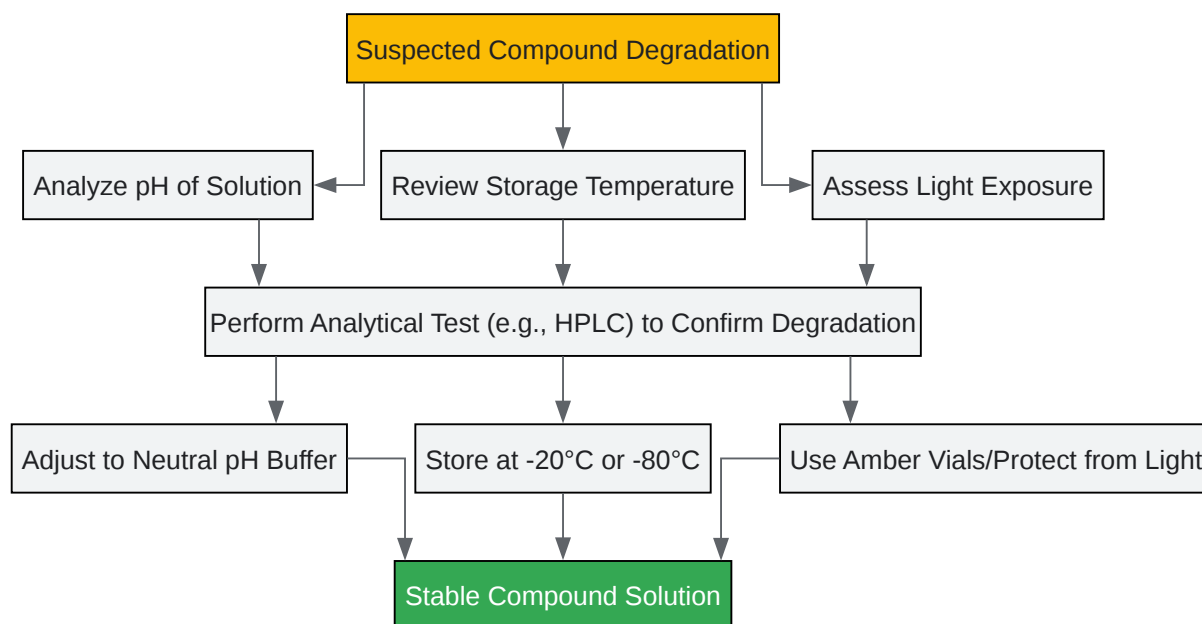 Suspected Compound Degradation
Analyze pH of Solution
Review Storage Temperature
Assess Light Exposure
Perform Analytical Test (e.g., HPLC) to Confirm Degradation
Adjust to Neutral pH Buffer
Store at -20°C or -80°C
Use Amber Vials/Protect from Light
Stable Compound Solution